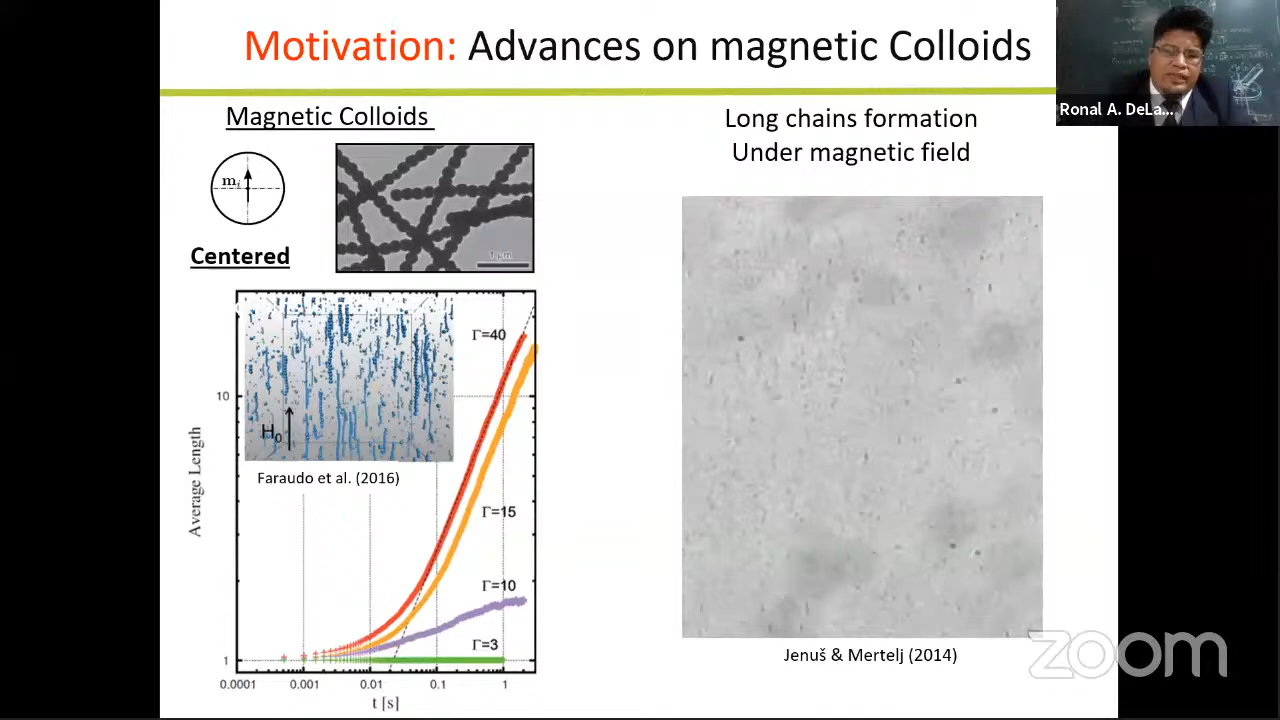 Motivation: Advances on magnetic Colloids
Ronal A. DeLa...
Magnetic Colloids
m_i
Centered
1 μm
Long chains formation
Under magnetic field
Γ=40
10
H₀
Average Length
Faraudo et al. (2016)
Γ=15
Γ=10
Γ=3
1
0.0001 0.001 0.01 0.1 1
t [s]
Jenuš & Mertelj (2014)
zoom